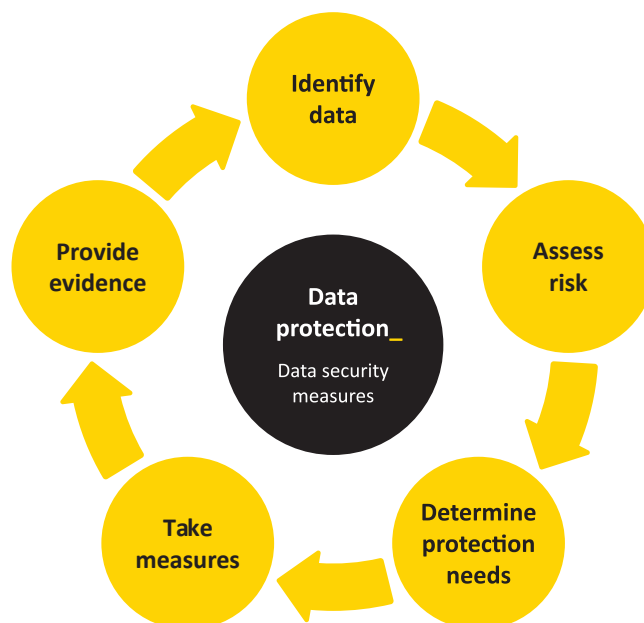 Identify
data
Assess
risk
Determine
protection
needs
Take
measures
Provide
evidence
Data
protection_
Data security
measures